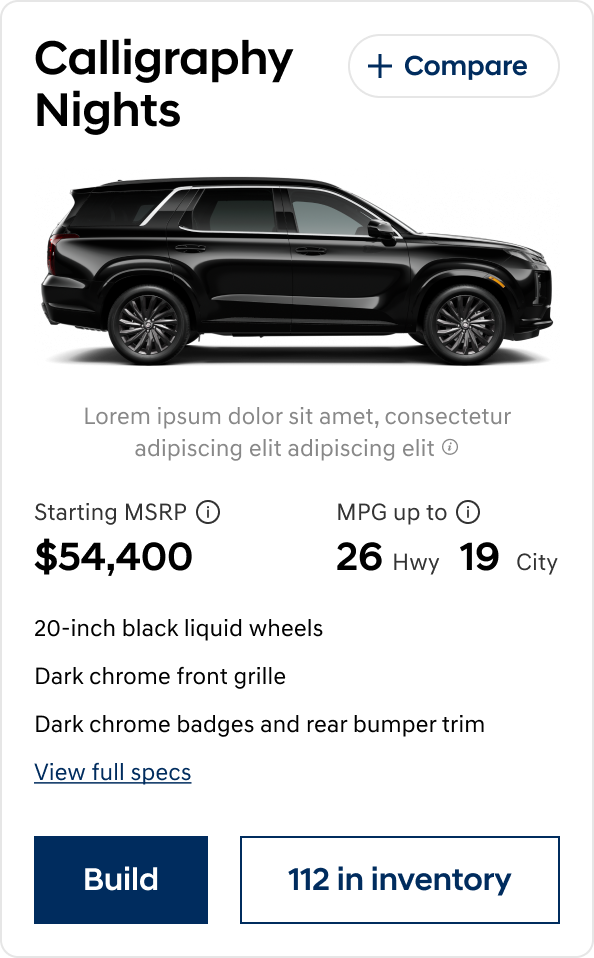 Calligraphy
Nights
Compare
Lorem ipsum dolor sit amet, consectetur
adipiscing elit adipiscing elit
Starting MSRP
$54,400
MPG up to
26 Hwy 19 City
20-inch black liquid wheels
Dark chrome front grille
Dark chrome badges and rear bumper trim
View full specs
Build
112 in inventory